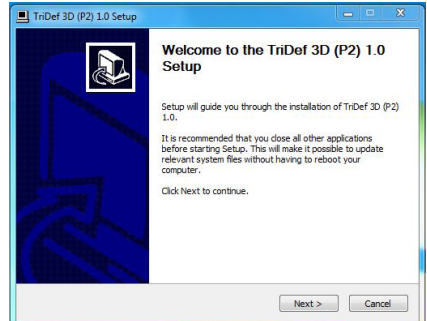 TriDef 3D (P2) 1.0 Setup
Welcome to the TriDef 3D (P2) 1.0
Setup
Setup will guide you through the installation of TriDef 3D (P2)
1.0.
It is recommended that you close all other applications
before starting Setup. This will make it possible to update
relevant system files without having to reboot your
computer.
Click Next to continue.
Next >
Cancel